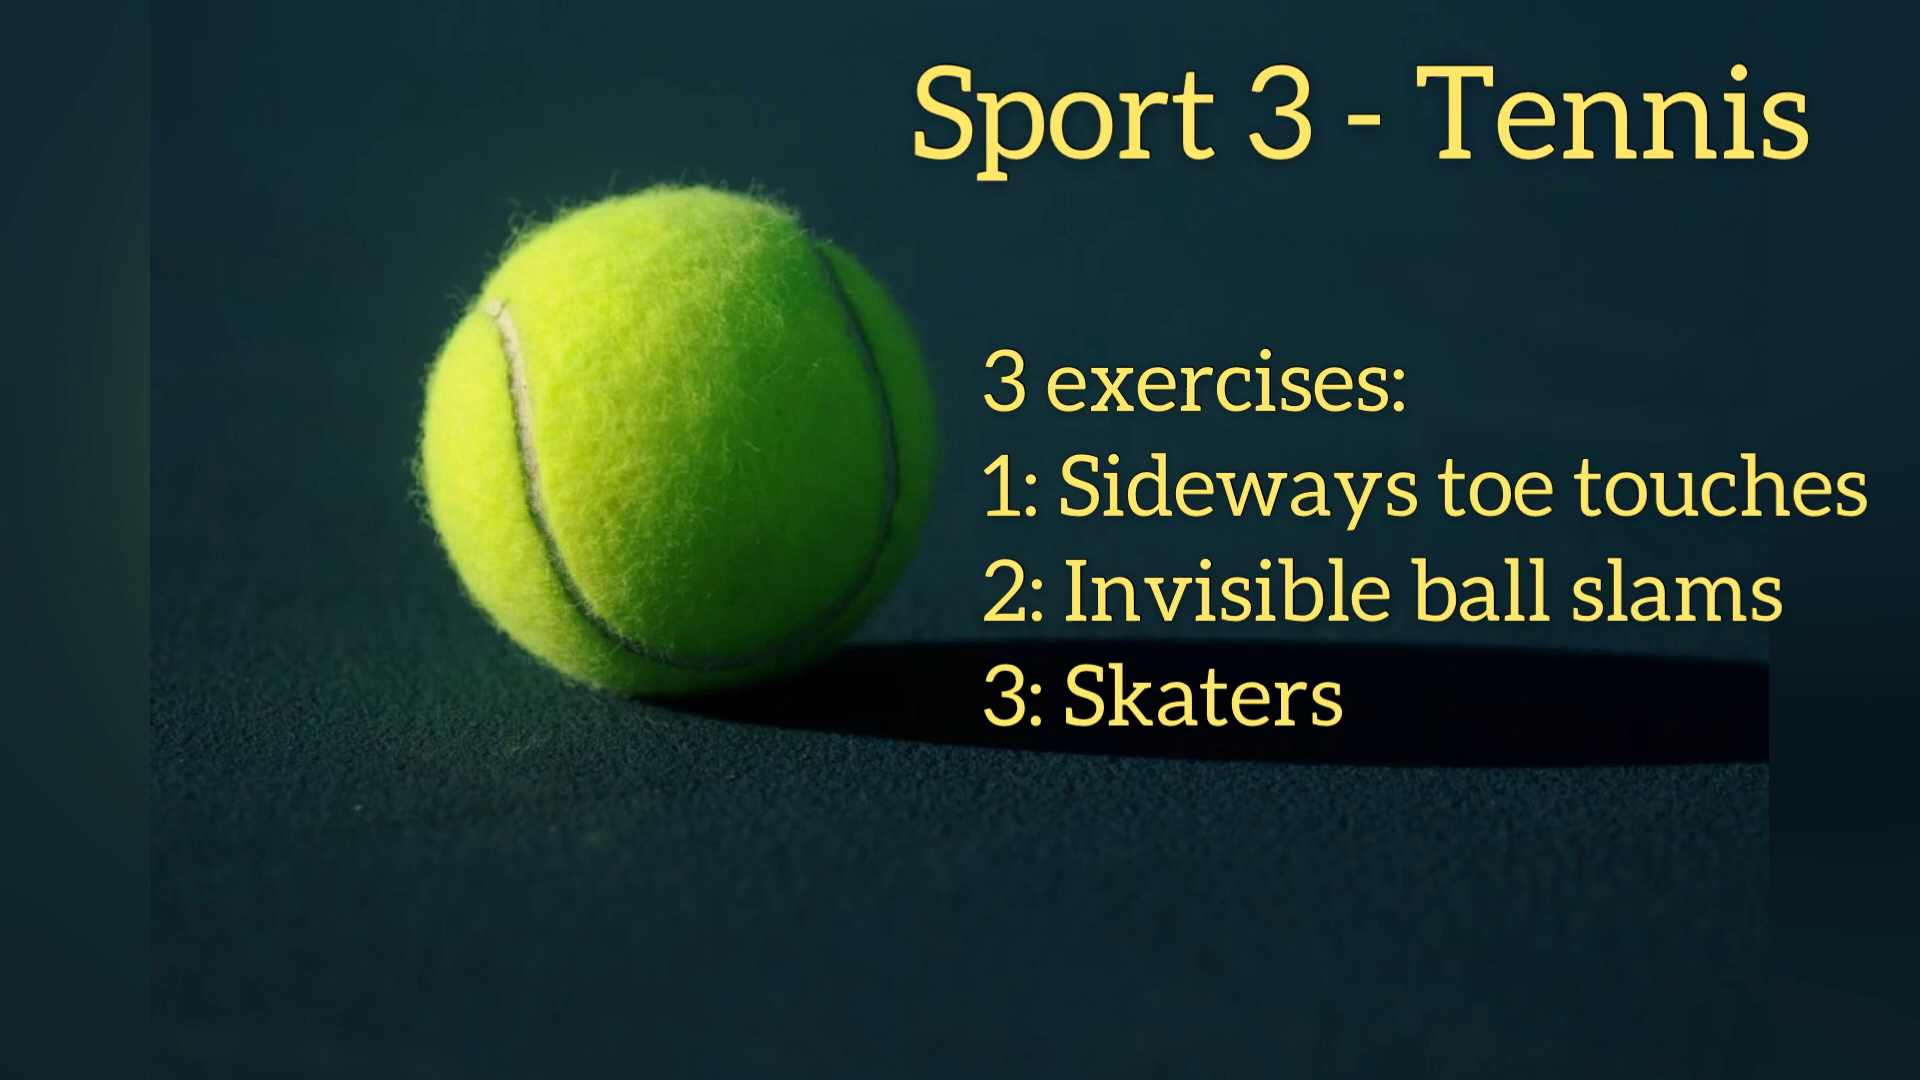 Sport 3 - Tennis
3 exercises:
1: Sideways toe touches
2: Invisible ball slams
3: Skaters